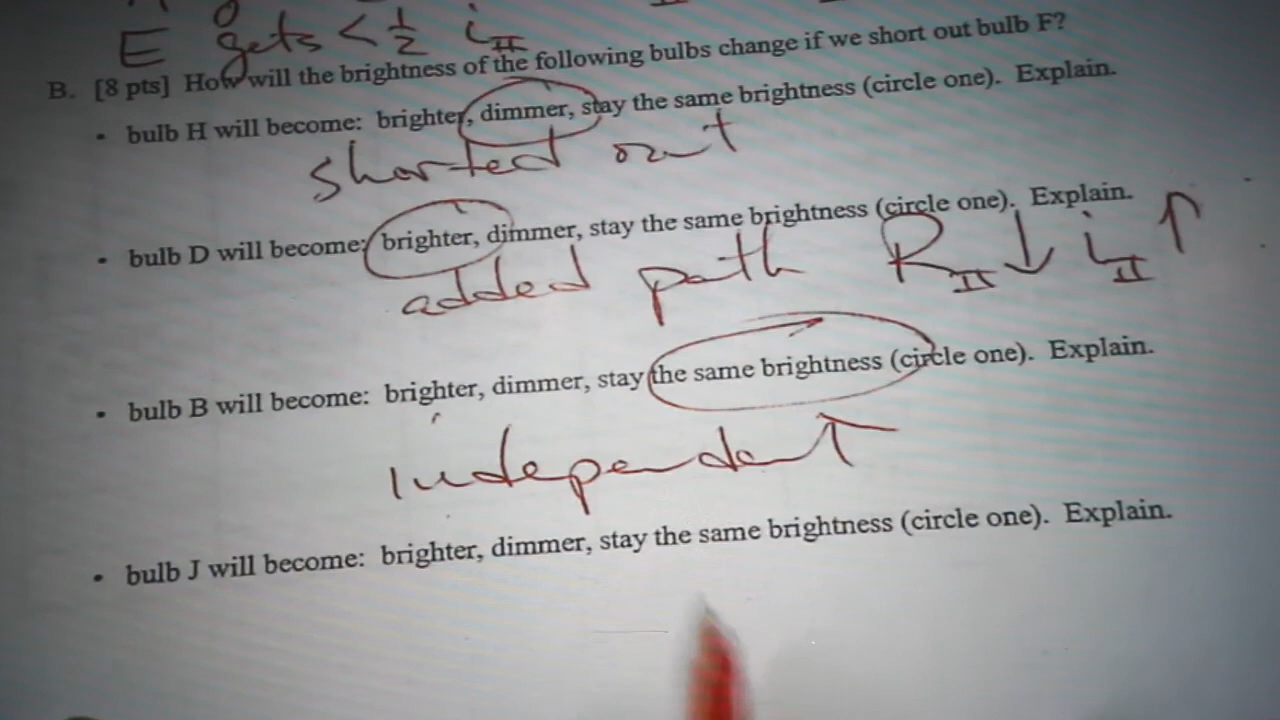 E gets < 1/2 i_II
B. [8 pts] How will the brightness of the following bulbs change if we short out bulb F?
• bulb H will become: brighter, dimmer, stay the same brightness (circle one). Explain.
shorted out
• bulb D will become: brighter, dimmer, stay the same brightness (circle one). Explain.
added path R_II ↓ i_II ↑
• bulb B will become: brighter, dimmer, stay the same brightness (circle one). Explain.
independent
• bulb J will become: brighter, dimmer, stay the same brightness (circle one). Explain.